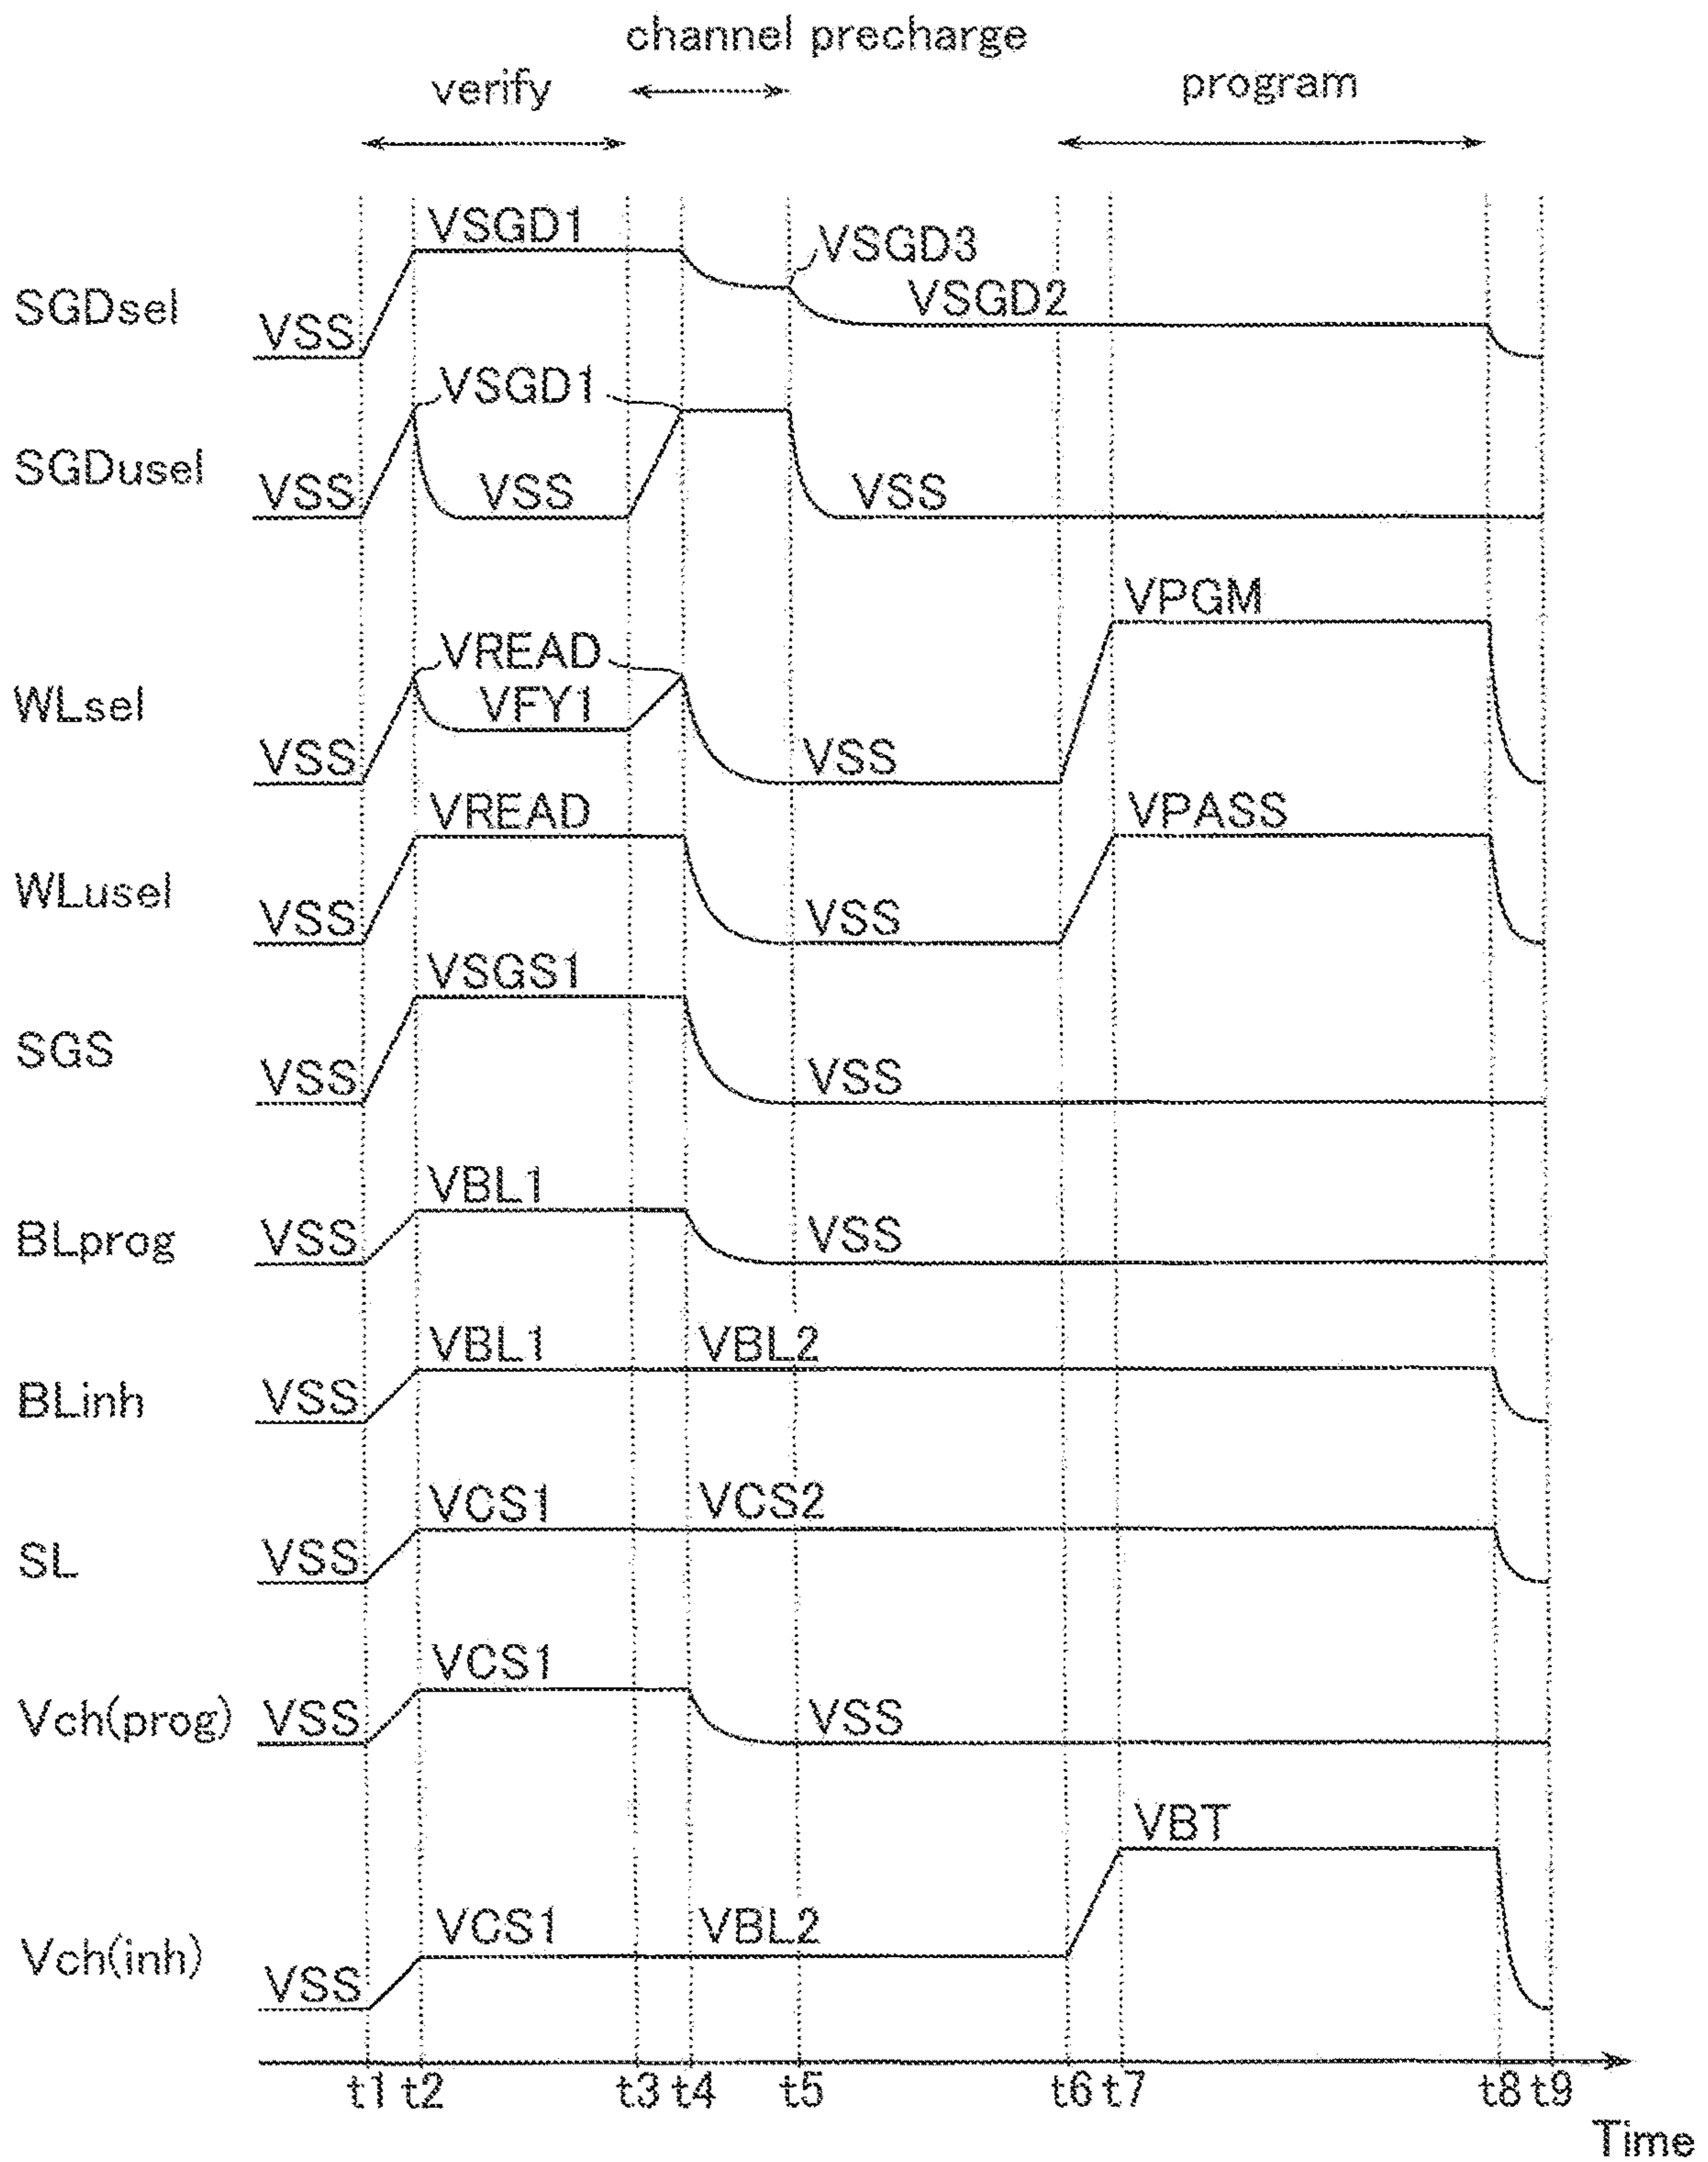 channel precharge
verify
program
SGDsel VSS VSGD1 VSGD3 VSGD2
SGDusel VSS VSGD1 VSS VSS
WLsel VSS VREAD VFY1 VSS VPGM
WLusel VSS VREAD VSS VPASS
SGS VSS VSGS1 VSS
BLprog VSS VBL1 VSS
BLinh VSS VBL1 VBL2
SL VSS VCS1 VCS2
Vch(prog) VSS VCS1 VSS
Vch(inh) VSS VCS1 VBL2 VBT
t1 t2 t3 t4 t5 t6 t7 t8 t9
Time